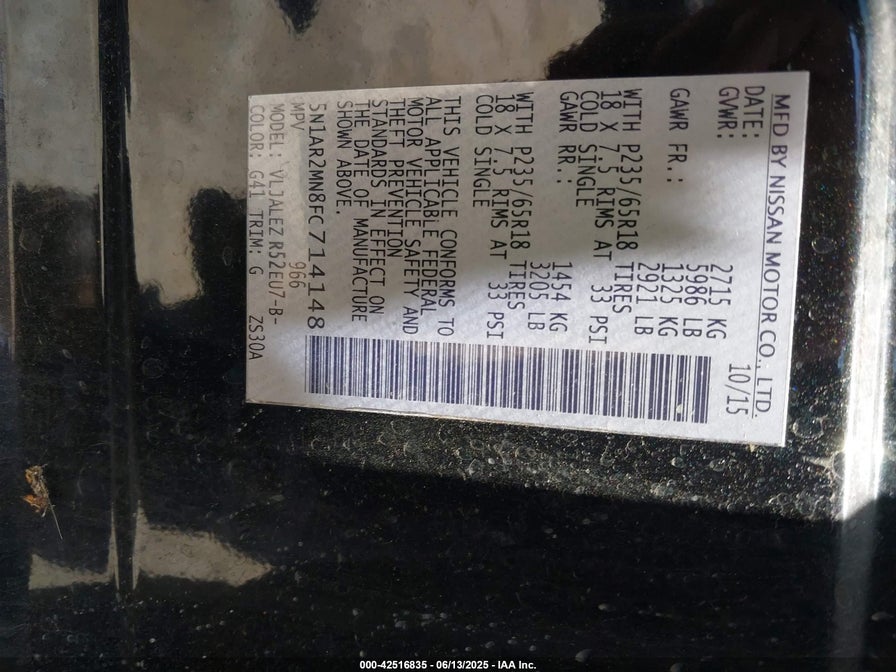 MFD BY NISSAN MOTOR CO., LTD.
DATE: 10/15
GVWR: 2715 KG
5986 LB
GAWR FR.: 1325 KG
2921 LB
WITH P235/65R18 TIRES
18 X 7.5 RIMS AT 33 PSI
COLD SINGLE
GAWR RR.: 1454 KG
3205 LB
WITH P235/65R18 TIRES
18 X 7.5 RIMS AT 33 PSI
COLD SINGLE
THIS VEHICLE CONFORMS TO
ALL APPLICABLE FEDERAL
MOTOR VEHICLE SAFETY AND
THEFT PREVENTION
STANDARDS IN EFFECT ON
THE DATE OF MANUFACTURE
SHOWN ABOVE.
5N1AR2MN8FC714148
MPV 966
MODEL: VLJALEZ R52EU7-B-
COLOR: G41 TRIM: G ZS30A
000-42516835 - 06/13/2025 - IAA Inc.